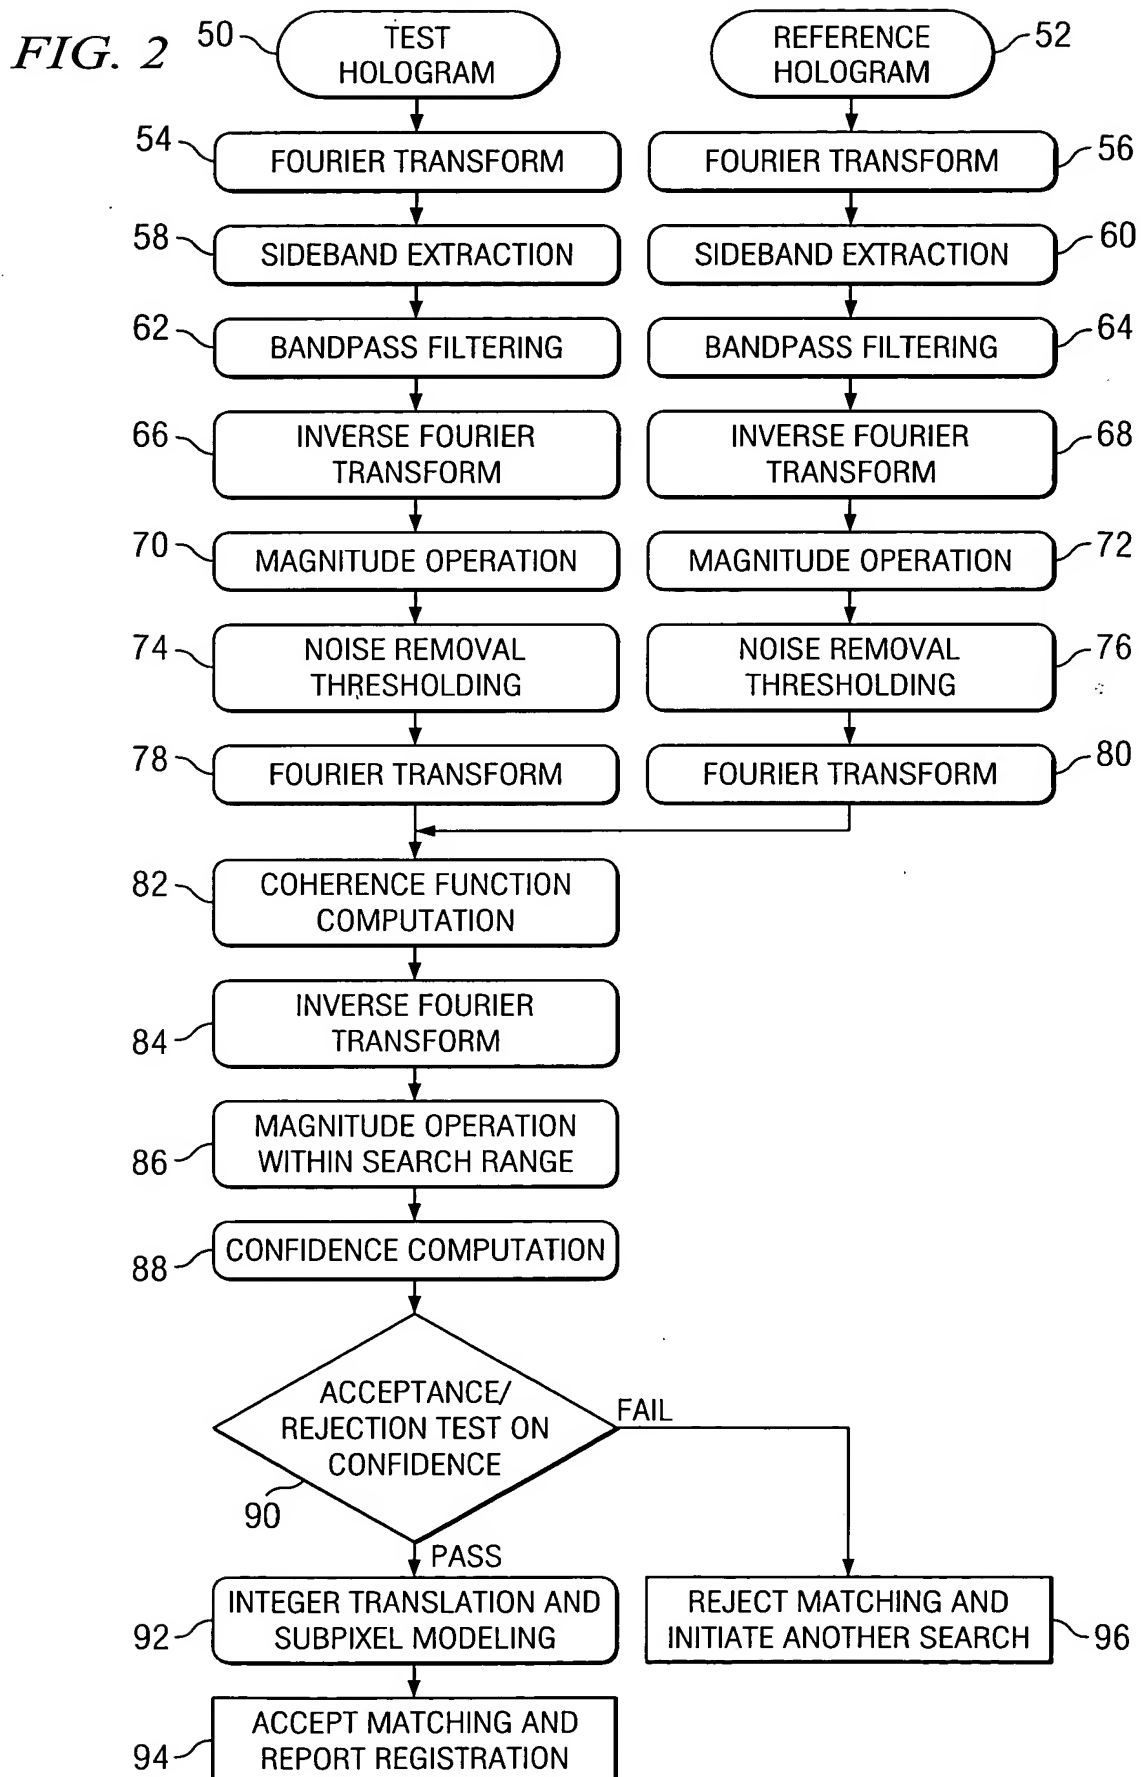 FIG. 2
50
TEST
HOLOGRAM
REFERENCE
HOLOGRAM
52
54
FOURIER TRANSFORM
FOURIER TRANSFORM
56
58
SIDEBAND EXTRACTION
SIDEBAND EXTRACTION
60
62
BANDPASS FILTERING
BANDPASS FILTERING
64
66
INVERSE FOURIER
TRANSFORM
INVERSE FOURIER
TRANSFORM
68
70
MAGNITUDE OPERATION
MAGNITUDE OPERATION
72
74
NOISE REMOVAL
THRESHOLDING
NOISE REMOVAL
THRESHOLDING
76
78
FOURIER TRANSFORM
FOURIER TRANSFORM
80
82
COHERENCE FUNCTION
COMPUTATION
84
INVERSE FOURIER
TRANSFORM
86
MAGNITUDE OPERATION
WITHIN SEARCH RANGE
88
CONFIDENCE COMPUTATION
ACCEPTANCE/
REJECTION TEST ON
CONFIDENCE
90
FAIL
PASS
92
INTEGER TRANSLATION AND
SUBPIXEL MODELING
REJECT MATCHING AND
INITIATE ANOTHER SEARCH
96
94
ACCEPT MATCHING AND
REPORT REGISTRATION